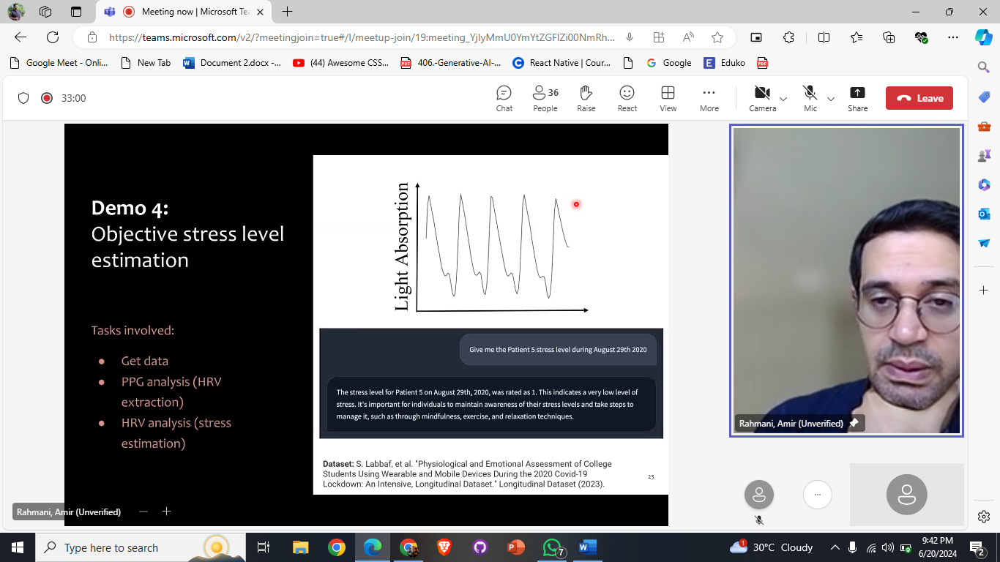 Meeting now | Microsoft Tea
https://teams.microsoft.com/v2/?meetingjoin=true#/l/meetup-join/19:meeting_YjIyMmU0YmYtZGFlZi00NmRh...
Google Meet - Onli...
New Tab
Document 2.docx -...
(44) Awesome CSS...
406.-Generative-AI-...
React Native | Cour...
Google
Eduko
33:00
Chat
36
People
Raise
React
View
More
Camera
Mic
Share
Leave
Demo 4:
Objective stress level
estimation
Tasks involved:
● Get data
● PPG analysis (HRV
extraction)
● HRV analysis (stress
estimation)
Light Absorption
Give me the Patient 5 stress level during August 29th 2020
The stress level for Patient 5 on August 29th, 2020, was rated as 1. This indicates a very low level of
stress. It's important for individuals to maintain awareness of their stress levels and take steps to
manage it, such as through mindfulness, exercise, and relaxation techniques.
Dataset: S. Labbaf, et al. "Physiological and Emotional Assessment of College
Students Using Wearable and Mobile Devices During the 2020 Covid-19
Lockdown: An Intensive, Longitudinal Dataset." Longitudinal Dataset (2023).
23
Rahmani, Amir (Unverified)
Rahmani, Amir (Unverified)
Type here to search
7
1
30°C Cloudy
9:42 PM
6/20/2024
2